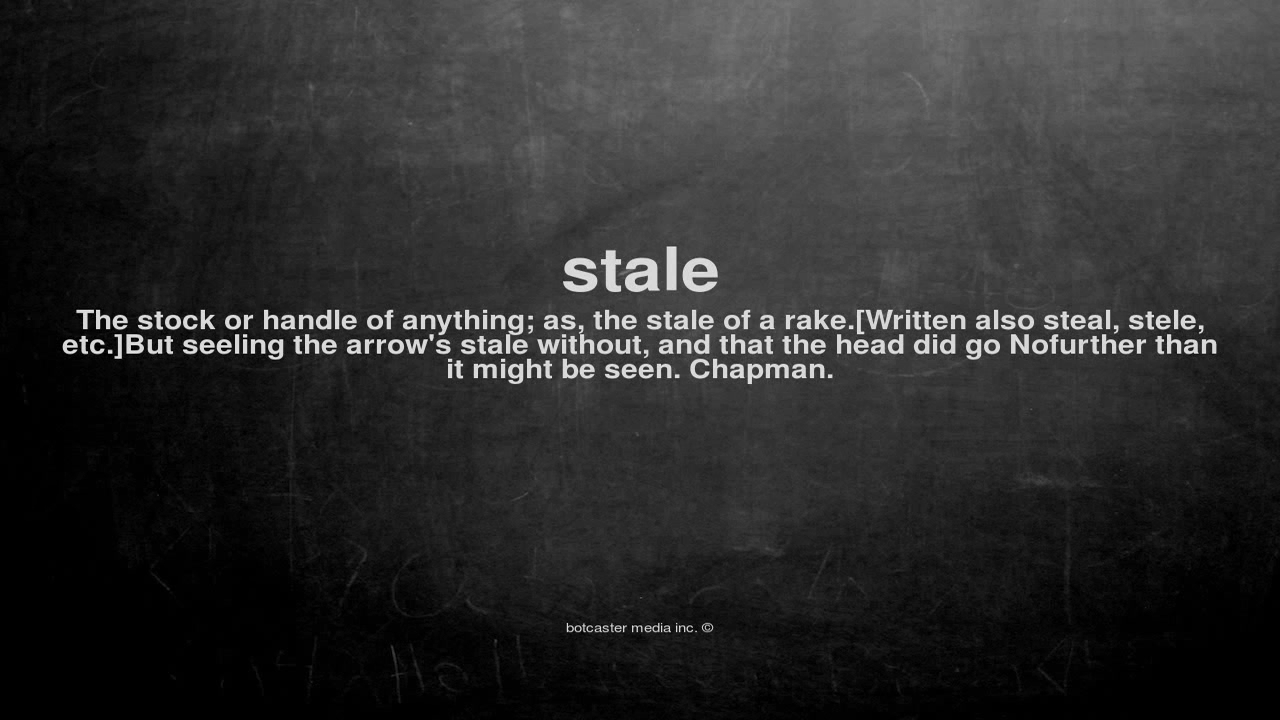 stale
The stock or handle of anything; as, the stale of a rake.[Written also steal, stele,
etc.]But seeling the arrow's stale without, and that the head did go Nofurther than
it might be seen. Chapman.
botcaster media inc. ©